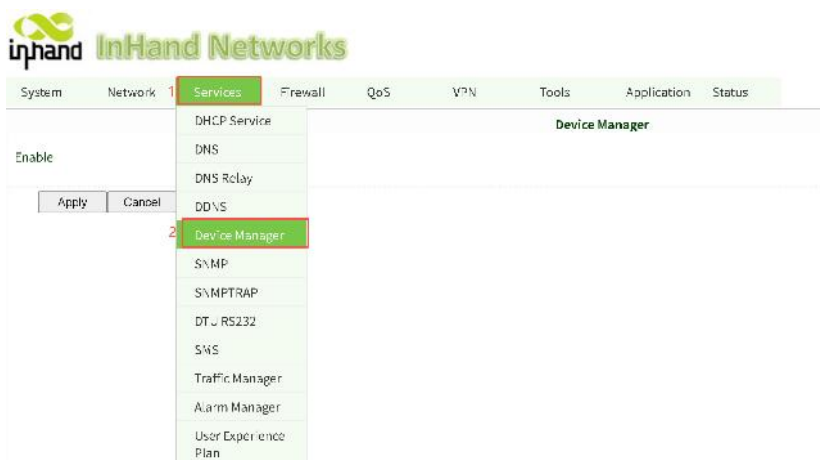 inhand InHand Networks
System Network 1 Services Firewall QoS VPN Tools Application Status
Device Manager
DHCP Service
DNS
Enable
DNS Relay
Apply Cancel
DDNS
2 Device Manager
SNMP
SNMPTRAP
DTU RS232
SMS
Traffic Manager
Alarm Manager
User Experience
Plan